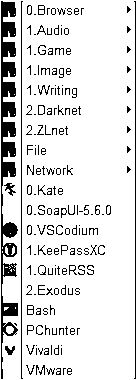 0.Browser
1.Audio
1.Game
1.Image
1.Writing
2.Darknet
2.ZLnet
File
Network
0.Kate
0.SoapUI-5.6.0
0.VSCodium
1.KeePassXC
1.QuiteRSS
2.Exodus
Bash
PChunter
Vivaldi
VMware